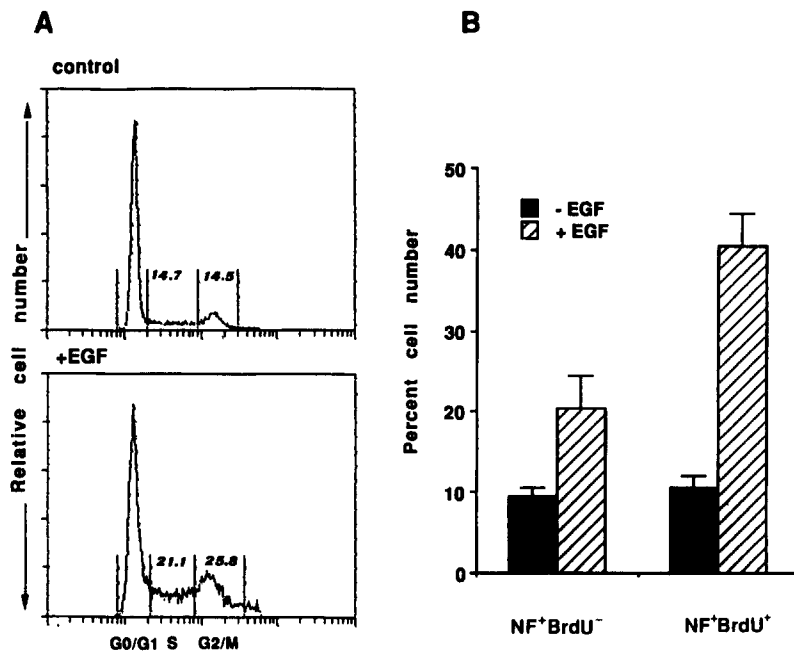 A
control
14.7 14.5
+EGF
21.1 25.8
G0/G1 S G2/M
Relative cell number
B
50
40
30
20
10
0
Percent cell number
- EGF
+ EGF
NF⁺BrdU⁻
NF⁺BrdU⁺